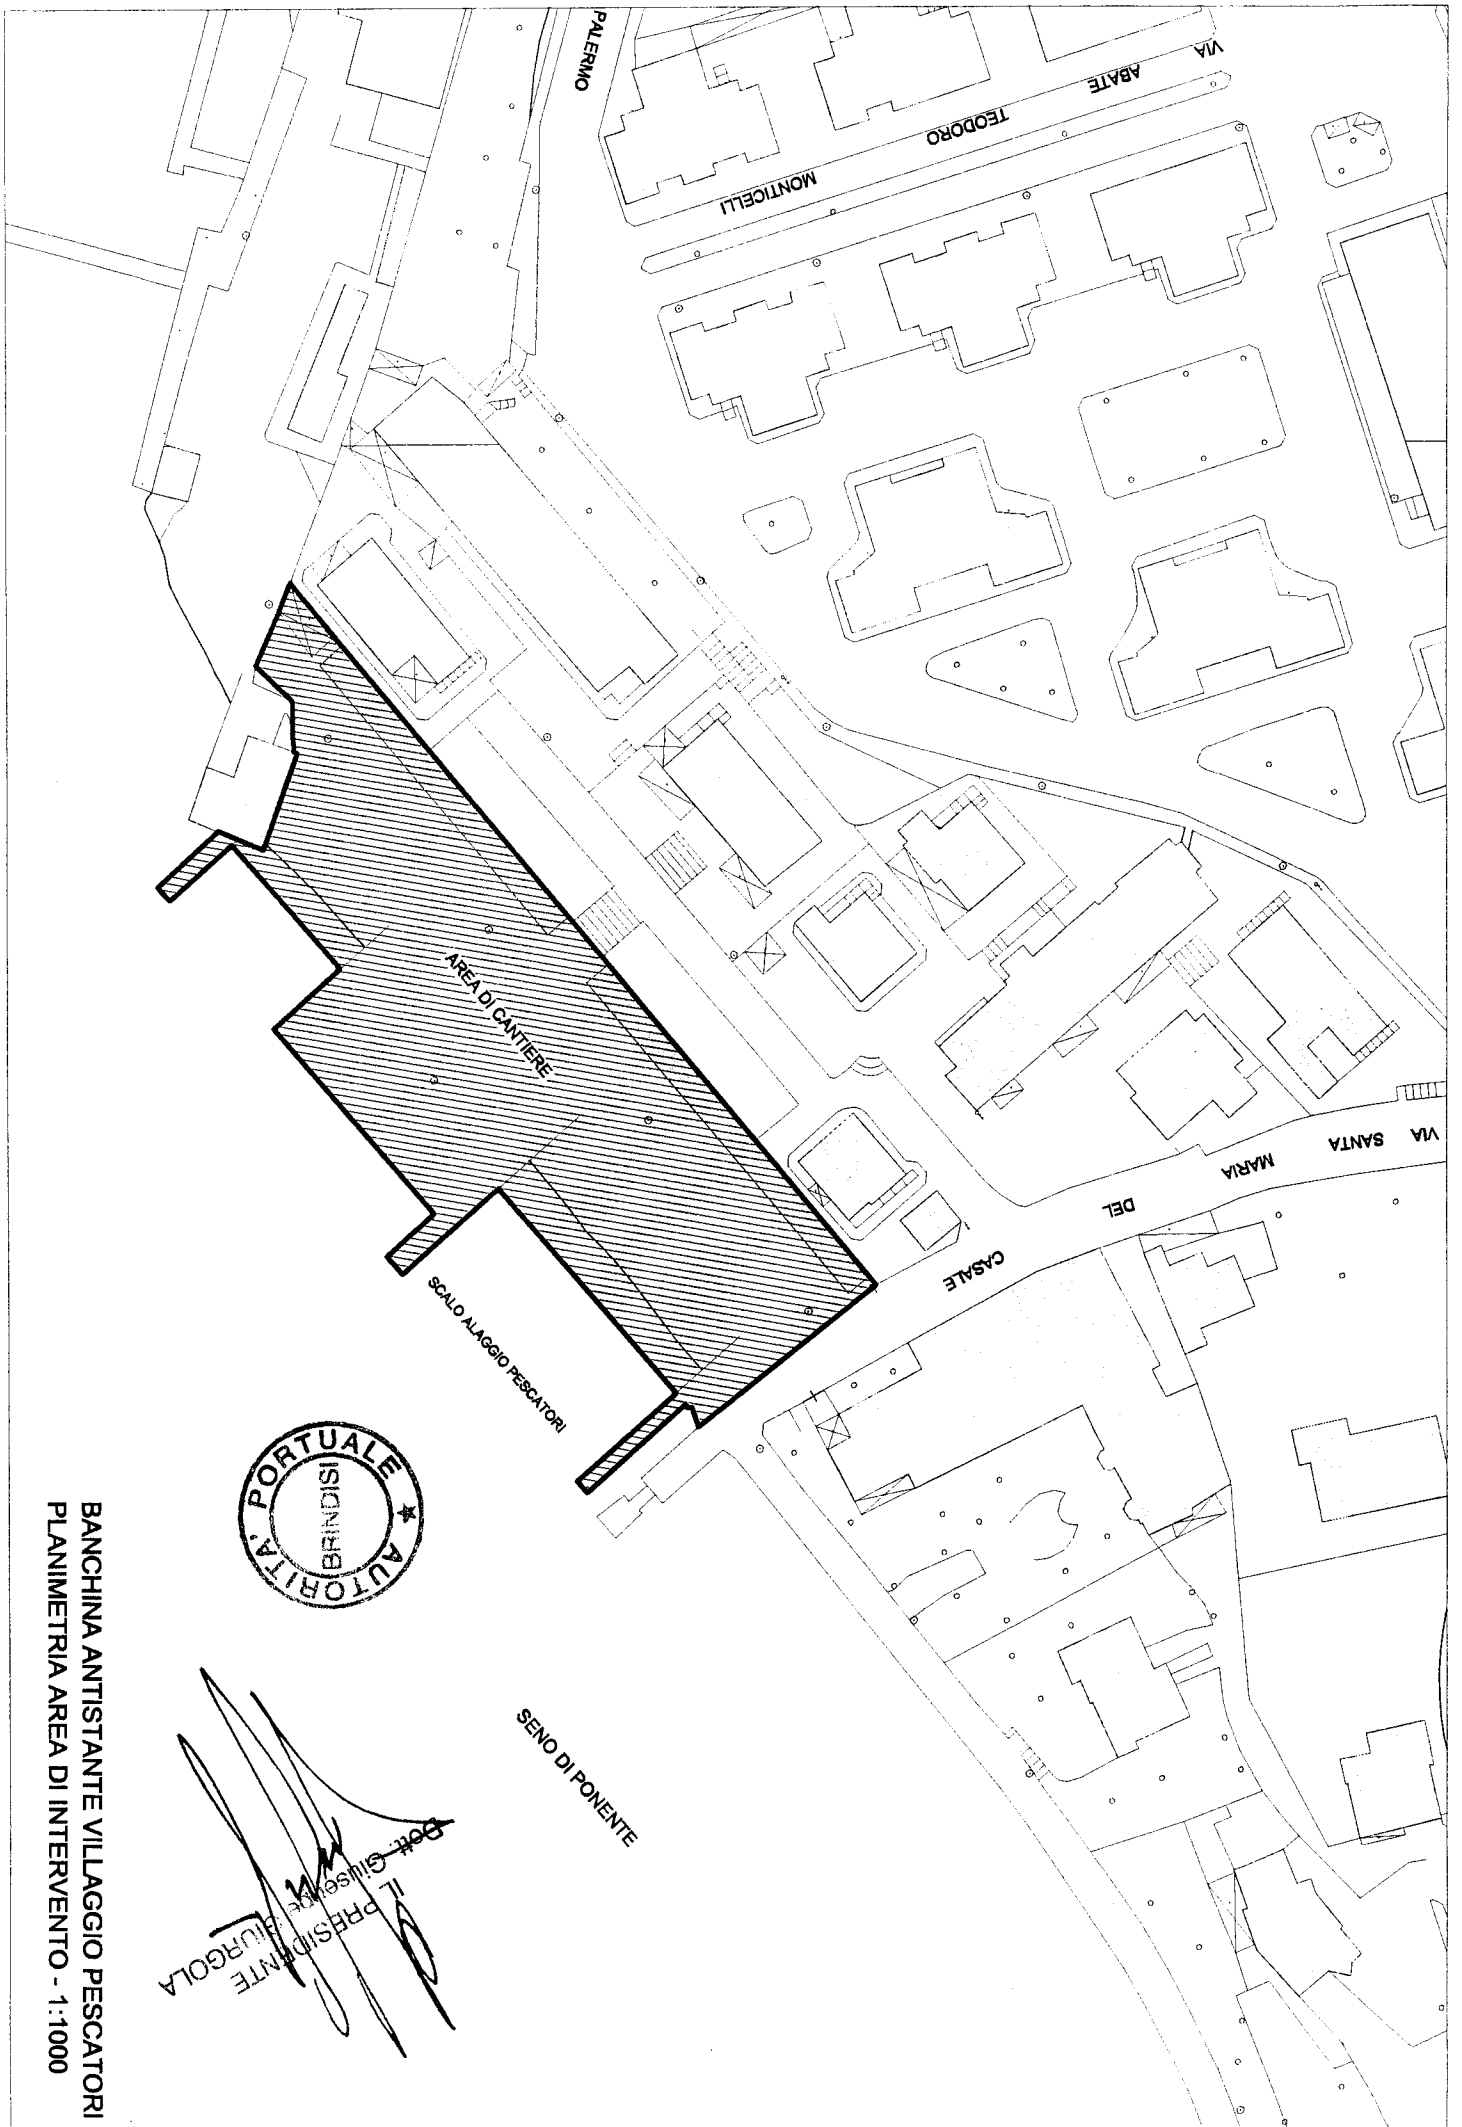 PALERMO
VIA ABATE TEODORO MONTICELLI
AREA DI CANTIERE
VIA SANTA MARIA DEL CASALE
SCALO ALAGGIO PESCATORI
SENO DI PONENTE
AUTORITA' PORTUALE ★
BRINDISI
IL PRESIDENTE
Dott. Giuseppe GIURGOLA
BANCHINA ANTISTANTE VILLAGGIO PESCATORI
PLANIMETRIA AREA DI INTERVENTO - 1:1000